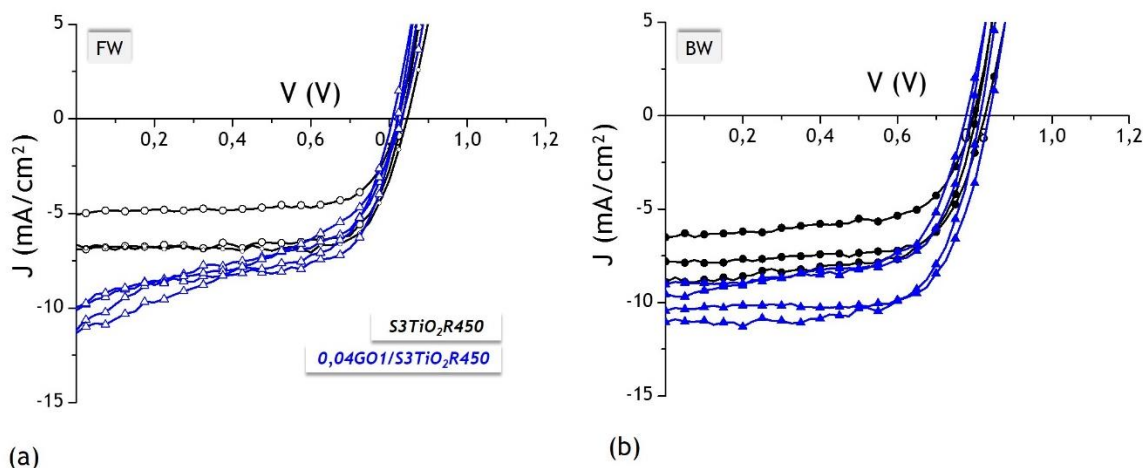 5
FW
V (V)
0
0,2
0,4
0,6
0,8
1,0
1,2
J (mA/cm²)
-5
-10
-15
S3TiO₂R450
0,04GO1/S3TiO₂R450
(a)
5
BW
V (V)
0
0,2
0,4
0,6
0,8
1,0
1,2
J (mA/cm²)
-5
-10
-15
(b)